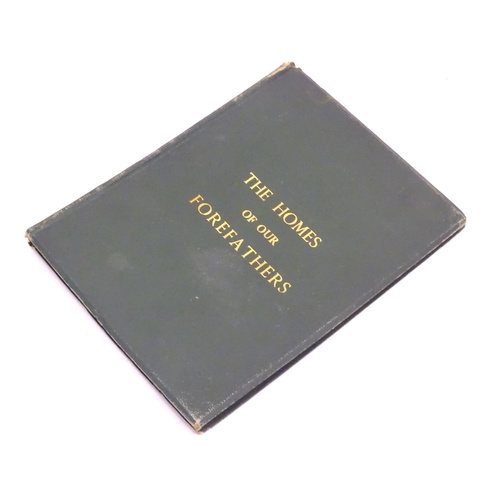 THE HOMES
OF OUR
FOREFATHERS